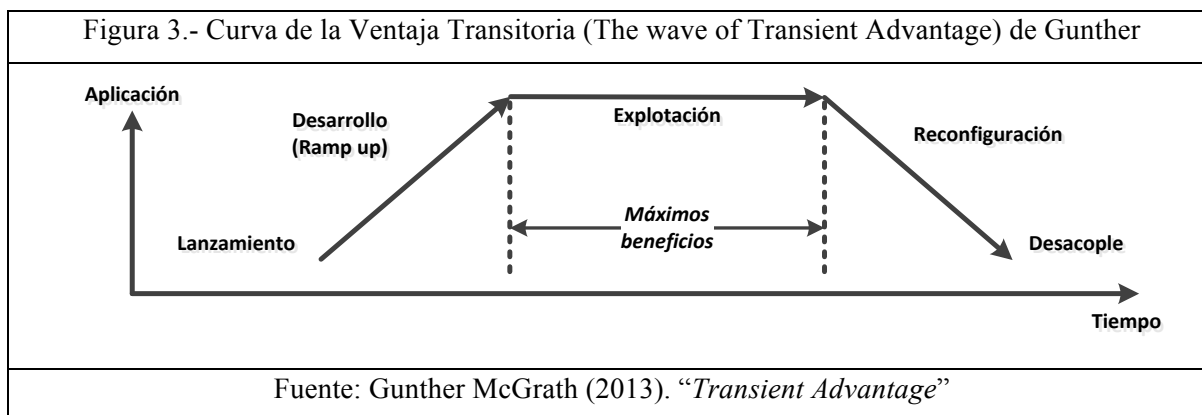 Figura 3.- Curva de la Ventaja Transitoria (The wave of Transient Advantage) de Gunther
Aplicación
Desarrollo
(Ramp up)
Explotación
Reconfiguración
Máximos
beneficios
Lanzamiento
Desacople
Tiempo
Fuente: Gunther McGrath (2013). “Transient Advantage”